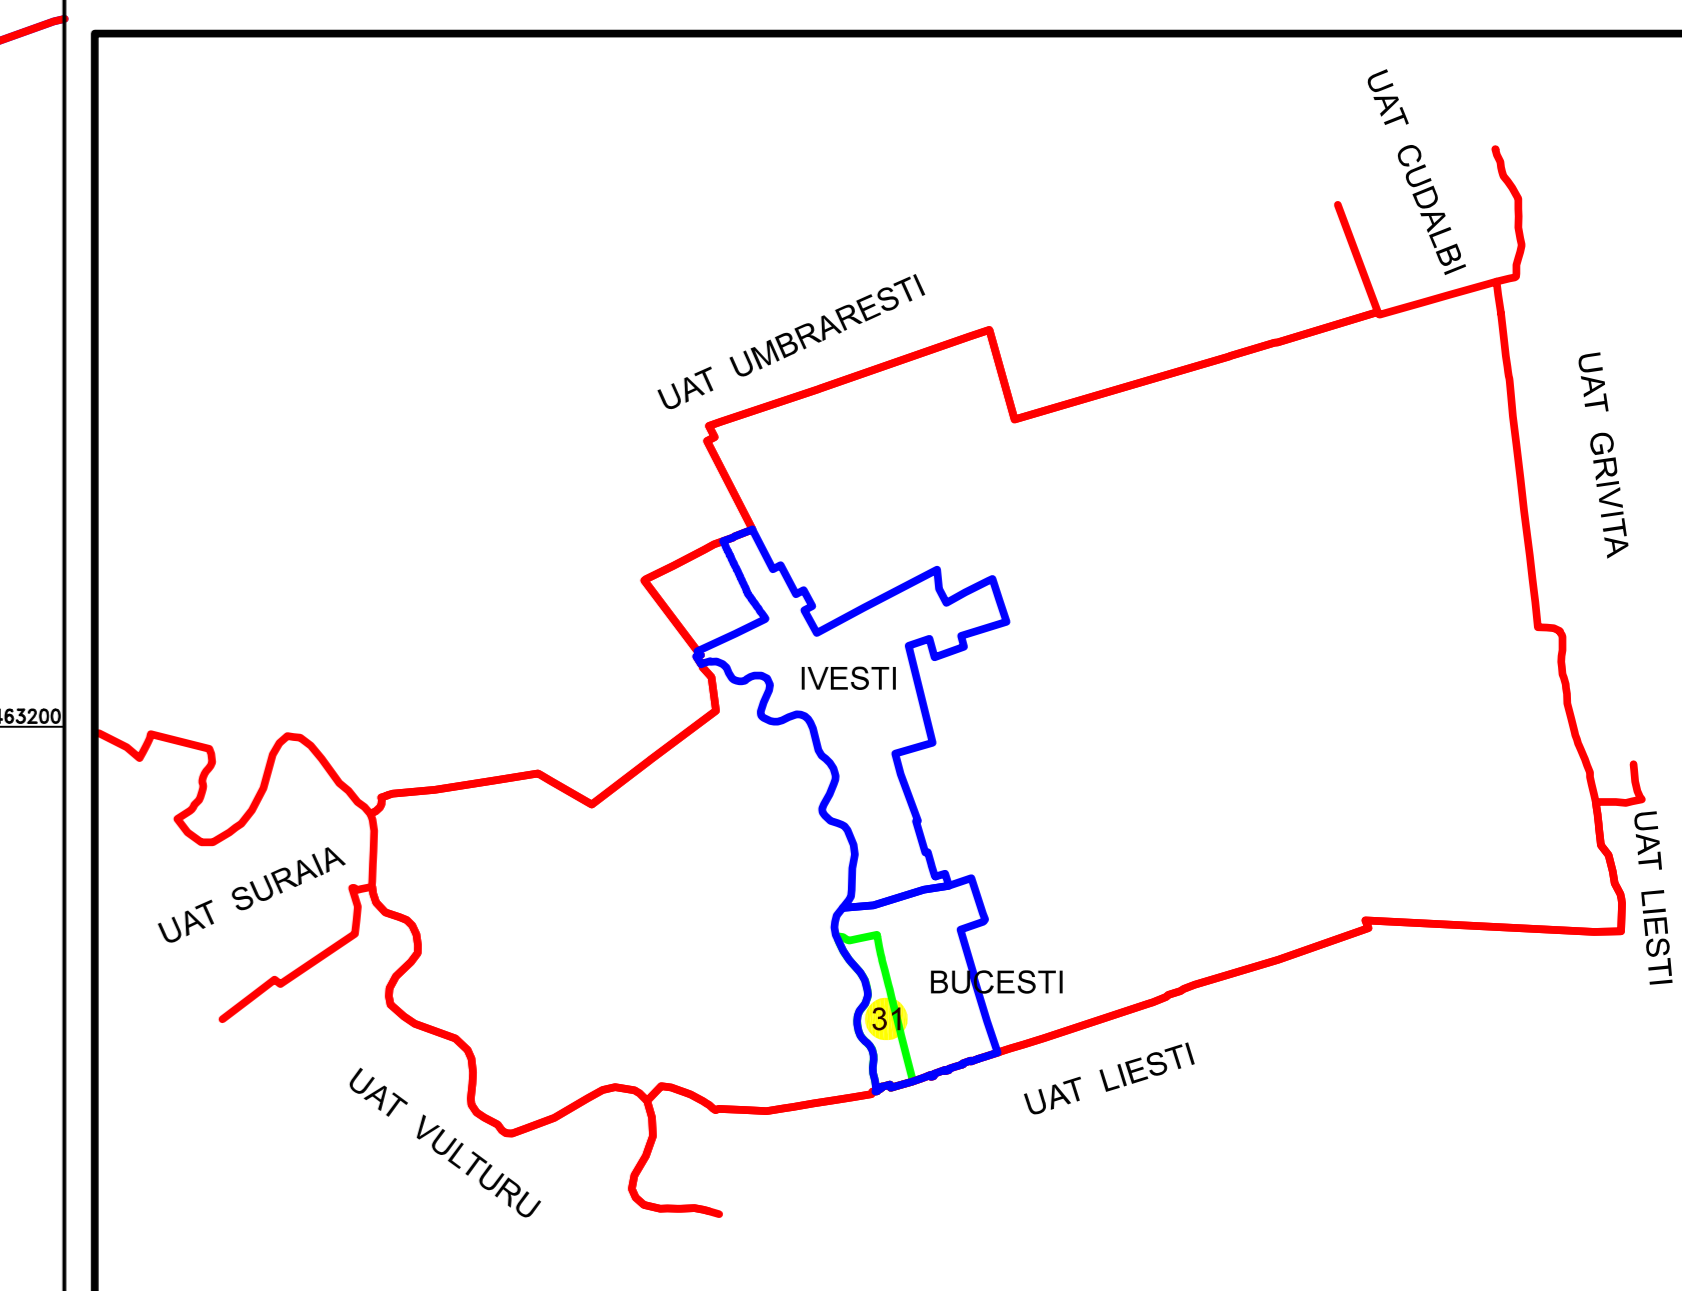 UAT CUDALBI
UAT UMBRARESTI
UAT GRIVITA
IVESTI
463200
UAT SURAIA
UAT LIESTI
BUCESTI
31
UAT LIESTI
UAT VULTURU